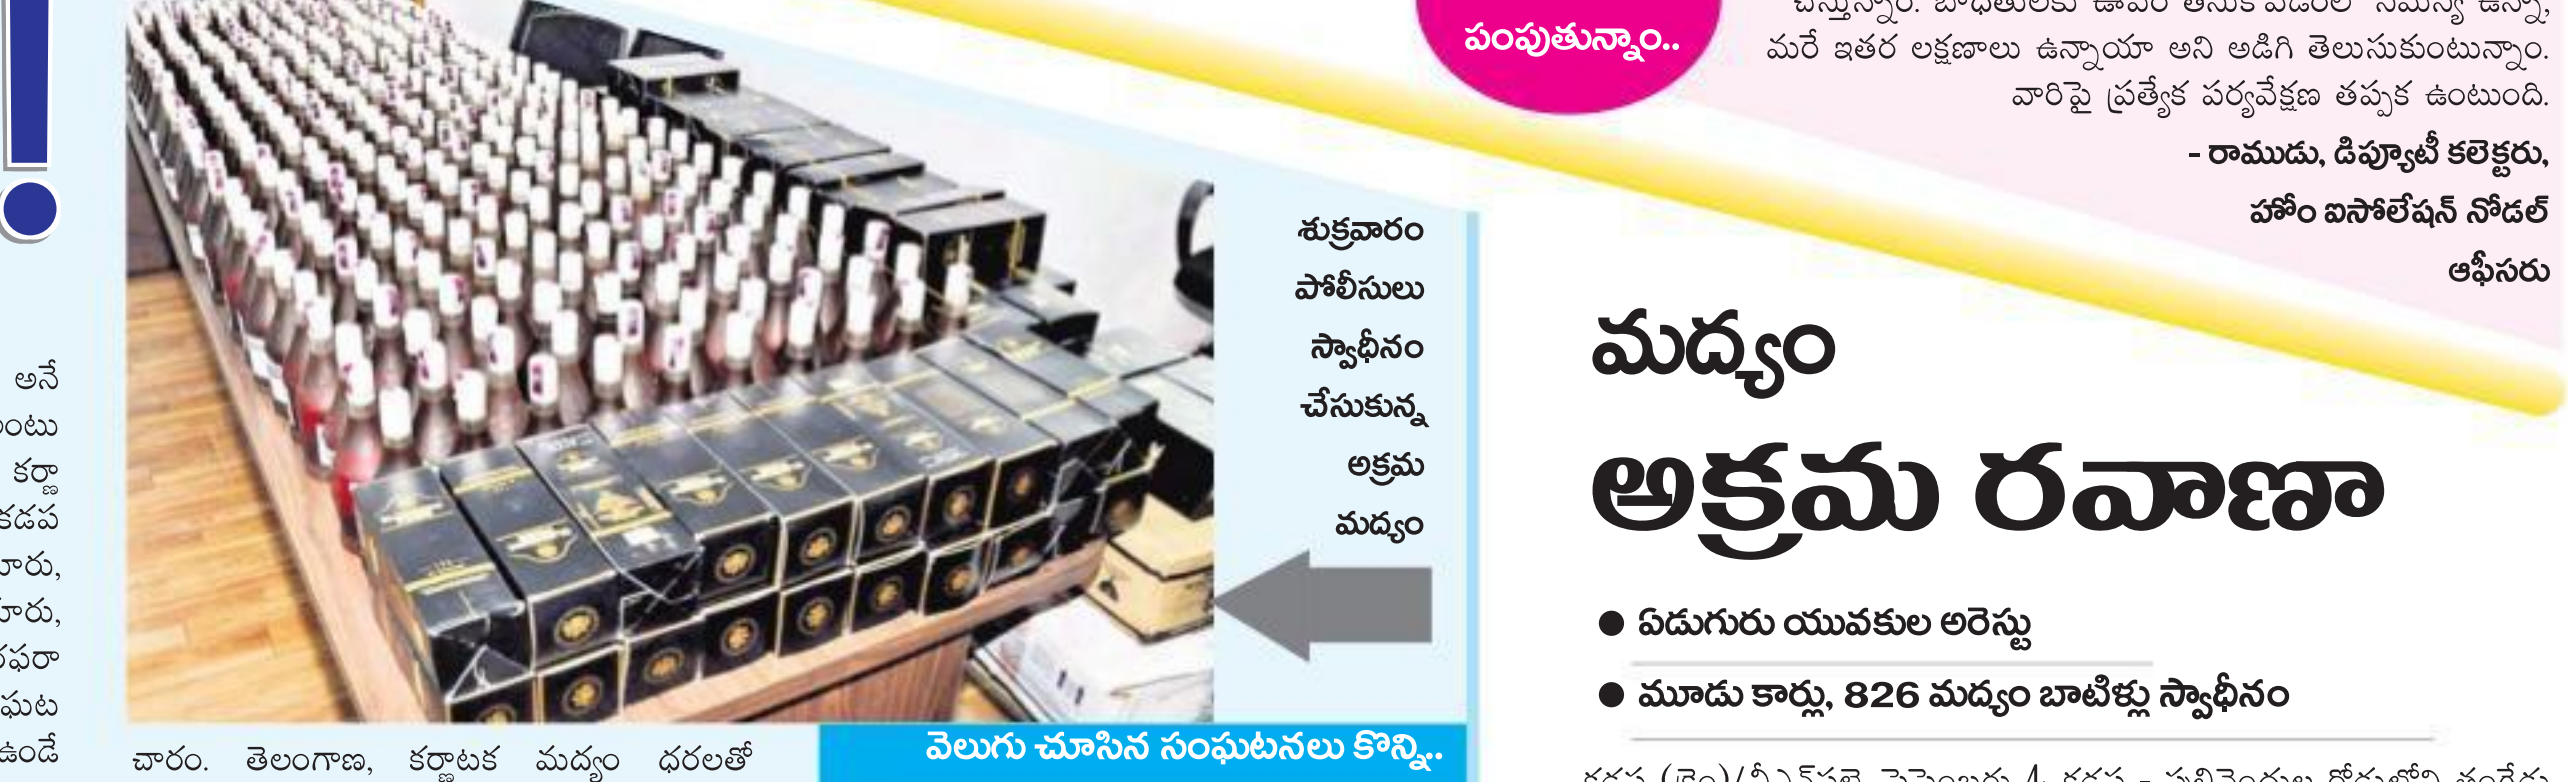 !
అనే
కర్ణా
కడప
ఉండే
చారం. తెలంగాణ, కర్ణాటక మద్యం ధరలతో
శుక్రవారం
పోలీసులు
స్వాధీనం
చేసుకున్న
అక్రమ
మద్యం
వెలుగు చూసిన సంఘటనలు కొన్ని..
పంపుతున్నాం..
మరే ఇతర లక్షణాలు ఉన్నాయా అని అడిగి తెలుసుకుంటున్నాం.
వారిపై ప్రత్యేక పర్యవేక్షణ తప్పక ఉంటుంది.
- రాముడు, డిప్యూటీ కలెక్టరు,
హోం ఐసోలేషన్ నోడల్
ఆఫీసరు
మద్యం
అక్రమ రవాణా
● ఏడుగురు యువకుల అరెస్టు
● మూడు కార్లు, 826 మద్యం బాటిళ్లు స్వాధీనం